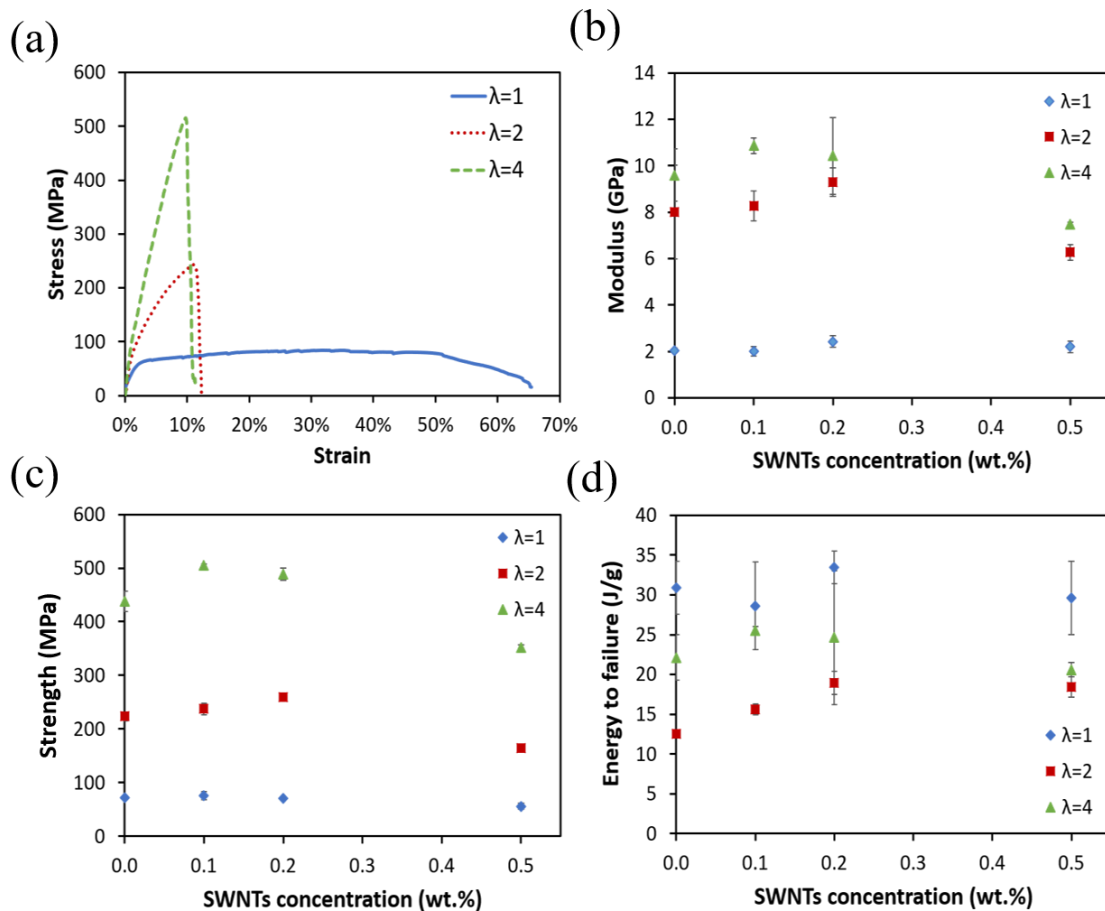 (a)
600
500
400
300
200
100
0
Stress (MPa)
0% 10% 20% 30% 40% 50% 60% 70%
Strain
λ=1
λ=2
λ=4
(b)
14
12
10
8
6
4
2
0
Modulus (GPa)
0.0 0.1 0.2 0.3 0.4 0.5
SWNTs concentration (wt.%)
λ=1
λ=2
λ=4
(c)
600
500
400
300
200
100
0
Strength (MPa)
0.0 0.1 0.2 0.3 0.4 0.5
SWNTs concentration (wt.%)
λ=1
λ=2
λ=4
(d)
40
35
30
25
20
15
10
5
0
Energy to failure (J/g)
0.0 0.1 0.2 0.3 0.4 0.5
SWNTs concentration (wt.%)
λ=1
λ=2
λ=4